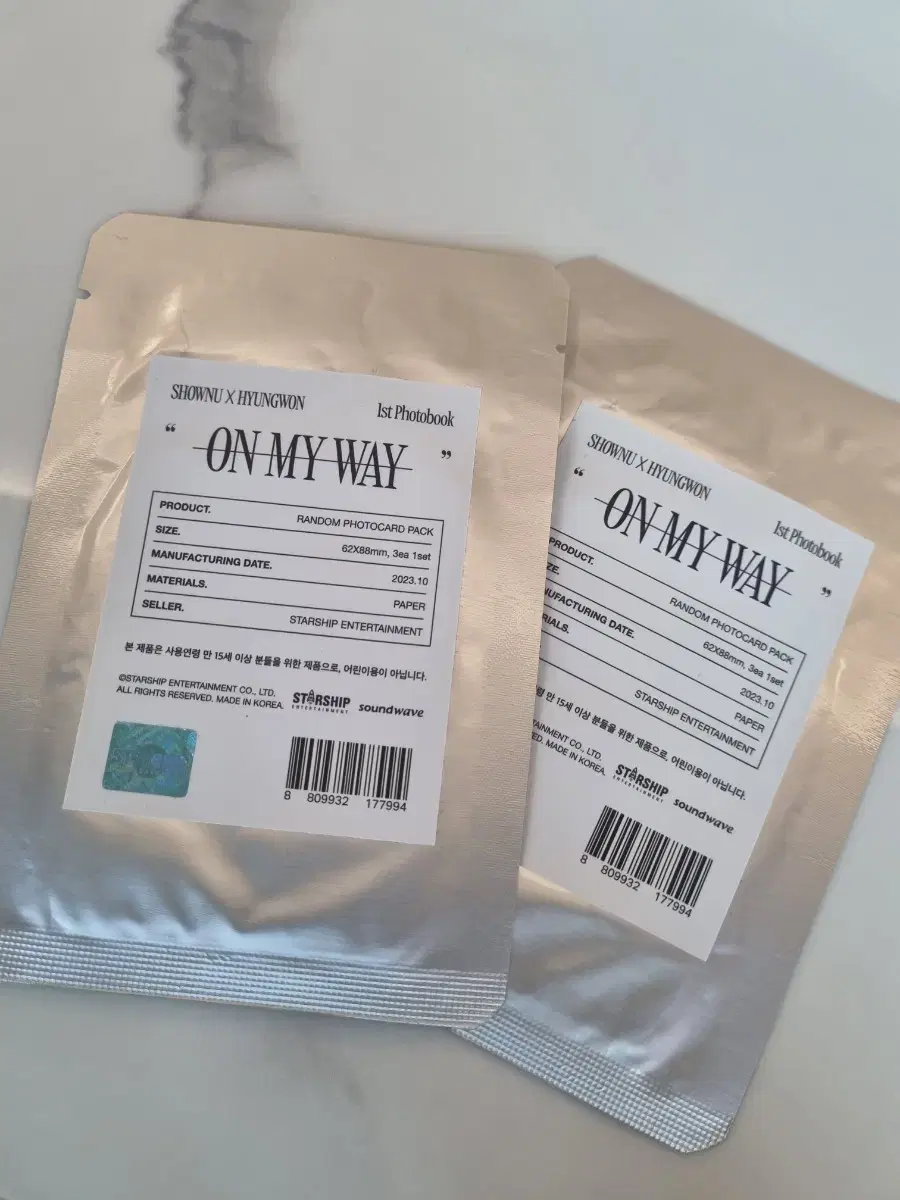 SHOWNU X HYUNGWON
1st Photobook
“ ON MY WAY ”
PRODUCT. RANDOM PHOTOCARD PACK
SIZE. 62X88mm, 3ea 1set
MANUFACTURING DATE. 2023.10
MATERIALS. PAPER
SELLER. STARSHIP ENTERTAINMENT
본 제품은 사용연령 만 15세 이상 분들을 위한 제품으로, 어린이용이 아닙니다.
©STARSHIP ENTERTAINMENT CO., LTD.
ALL RIGHTS RESERVED. MADE IN KOREA.
STARSHIP
ENTERTAINMENT
soundwave
8 809932 177994
SHOWNU X HYUNGWON
1st Photobook
“ ON MY WAY ”
PRODUCT. RANDOM PHOTOCARD PACK
62X88mm, 3ea 1set
DATE. 2023.10
PAPER
STARSHIP ENTERTAINMENT
만 15세 이상 분들을 위한 제품으로, 어린이용이 아닙니다.
CO., LTD.
MADE IN KOREA.
STARSHIP
ENTERTAINMENT
soundwave
8 809932 177994